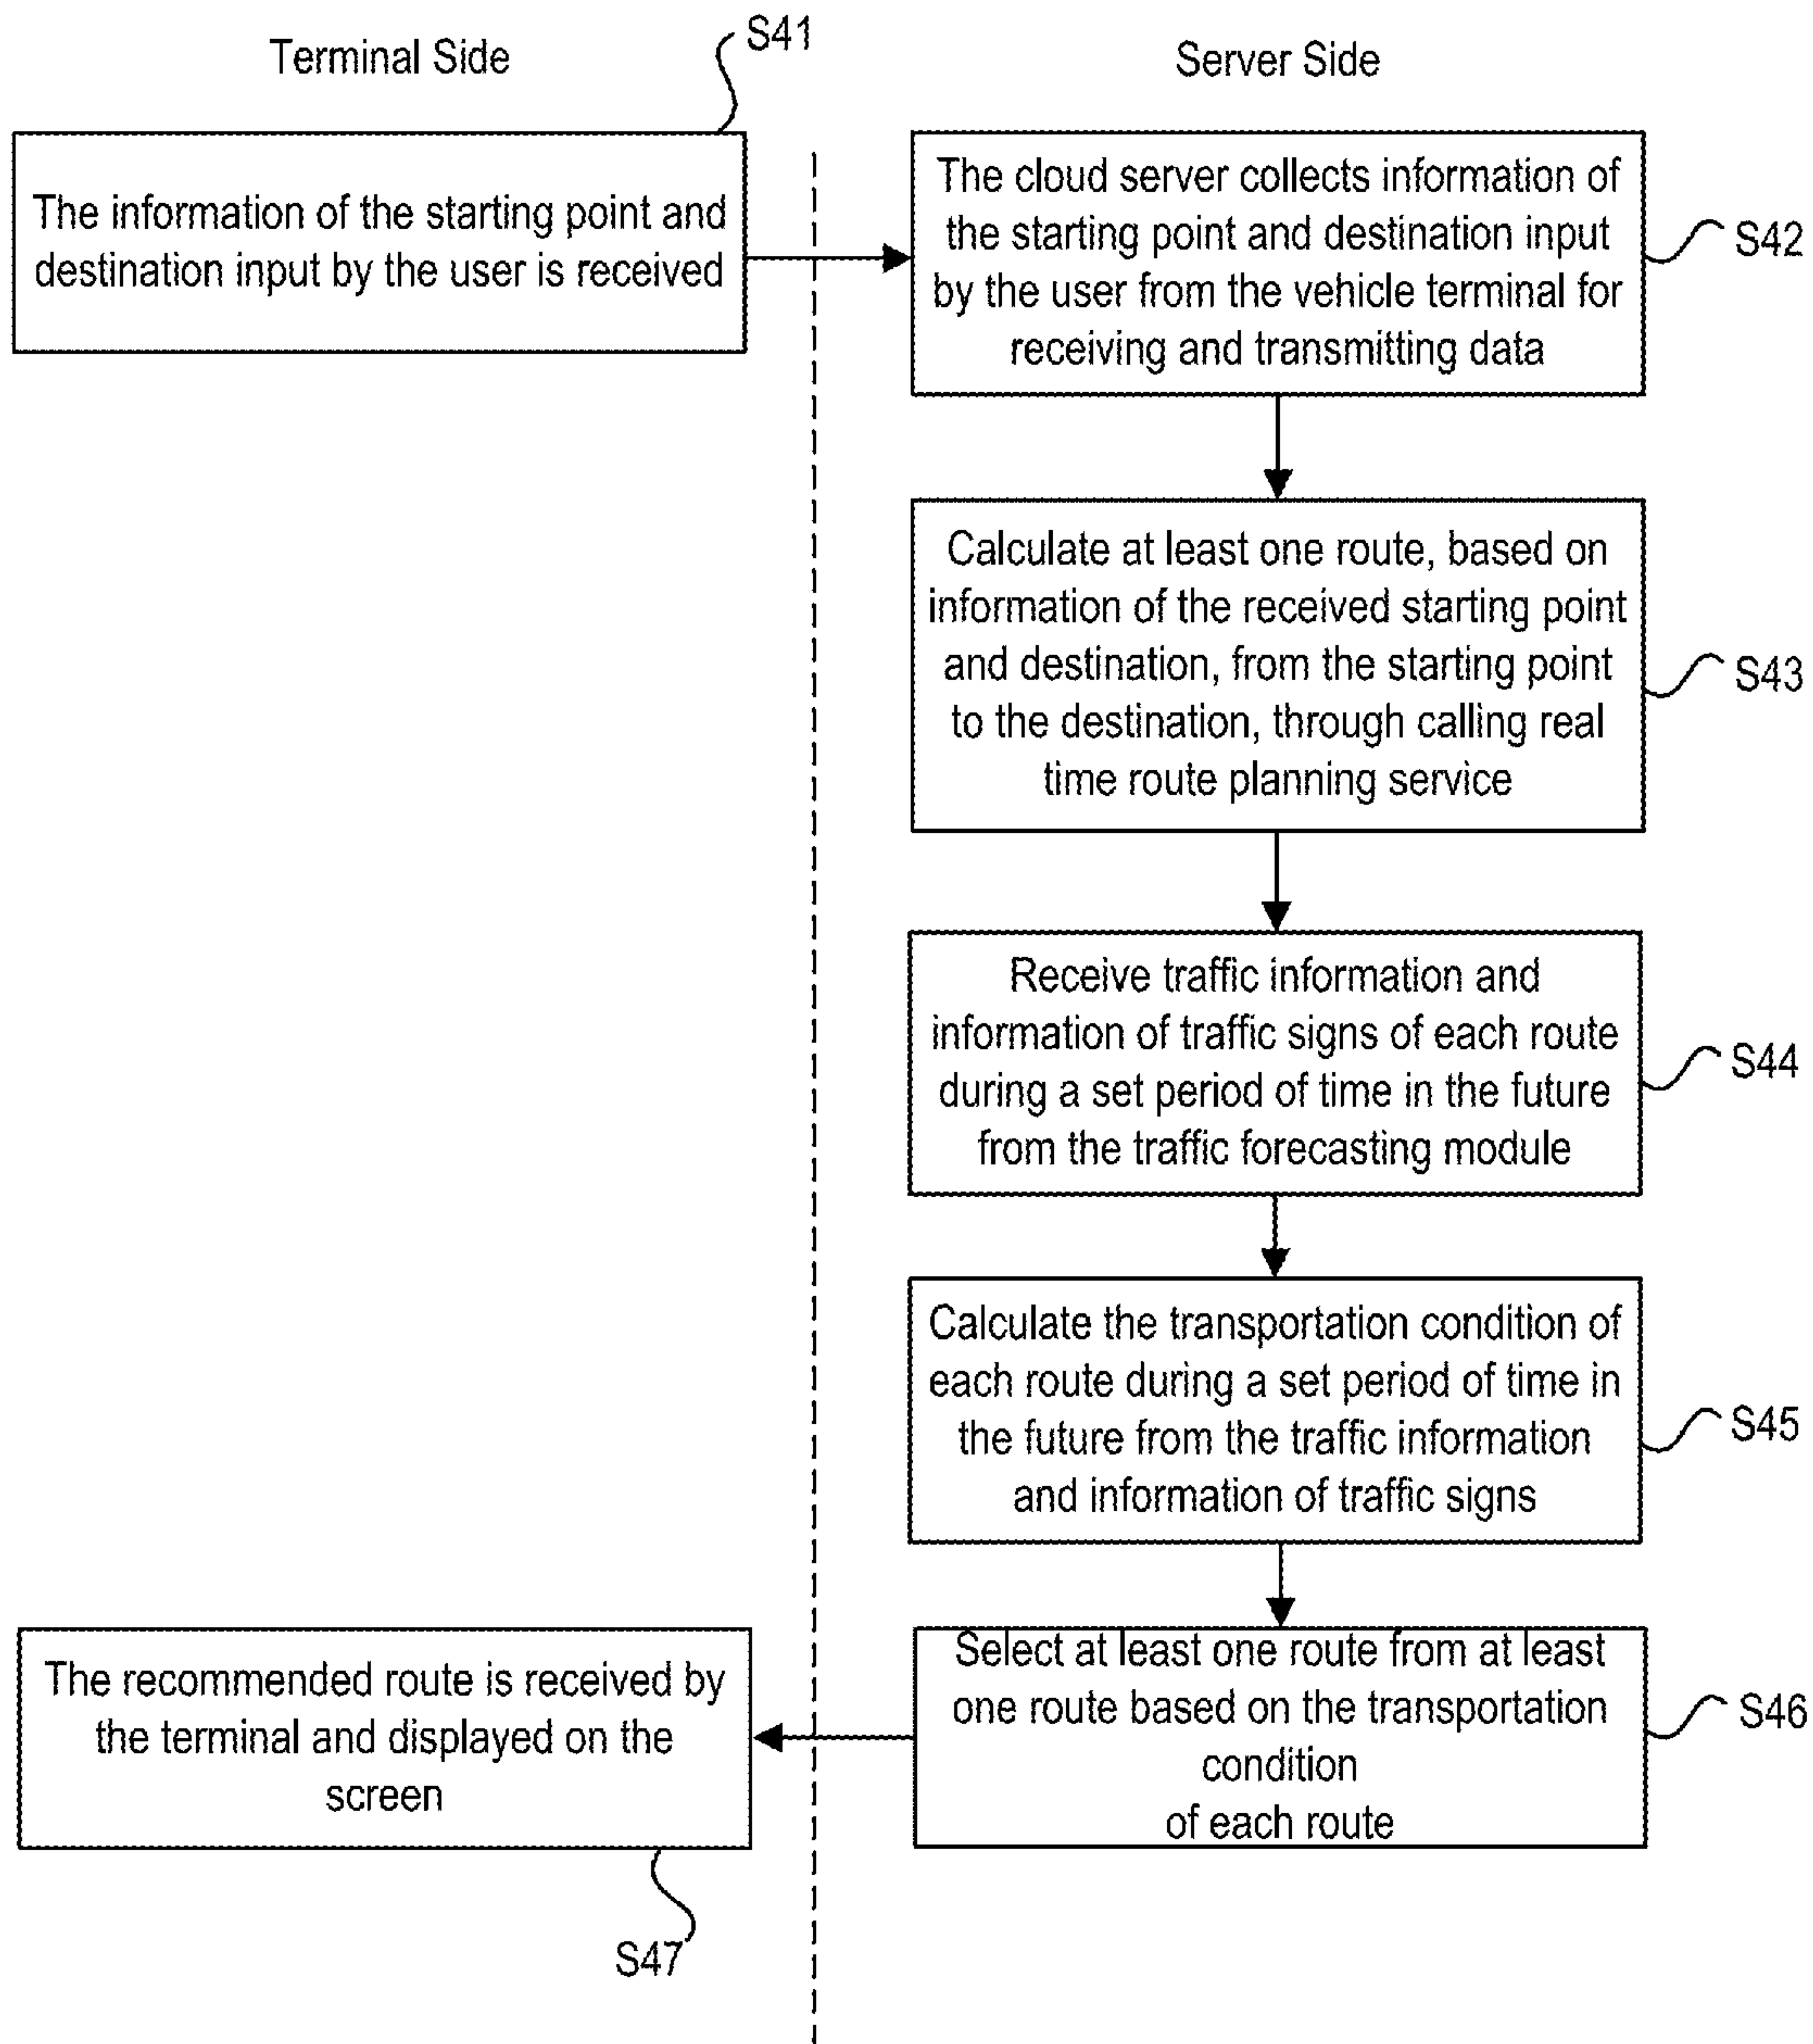 Terminal Side
S41
Server Side
The information of the starting point and
destination input by the user is received
The cloud server collects information of
the starting point and destination input
by the user from the vehicle terminal for
receiving and transmitting data
S42
Calculate at least one route, based on
information of the received starting point
and destination, from the starting point
to the destination, through calling real
time route planning service
S43
Receive traffic information and
information of traffic signs of each route
during a set period of time in the future
from the traffic forecasting module
S44
Calculate the transportation condition of
each route during a set period of time in
the future from the traffic information
and information of traffic signs
S45
Select at least one route from at least
one route based on the transportation
condition
of each route
S46
The recommended route is received by
the terminal and displayed on the
screen
S47